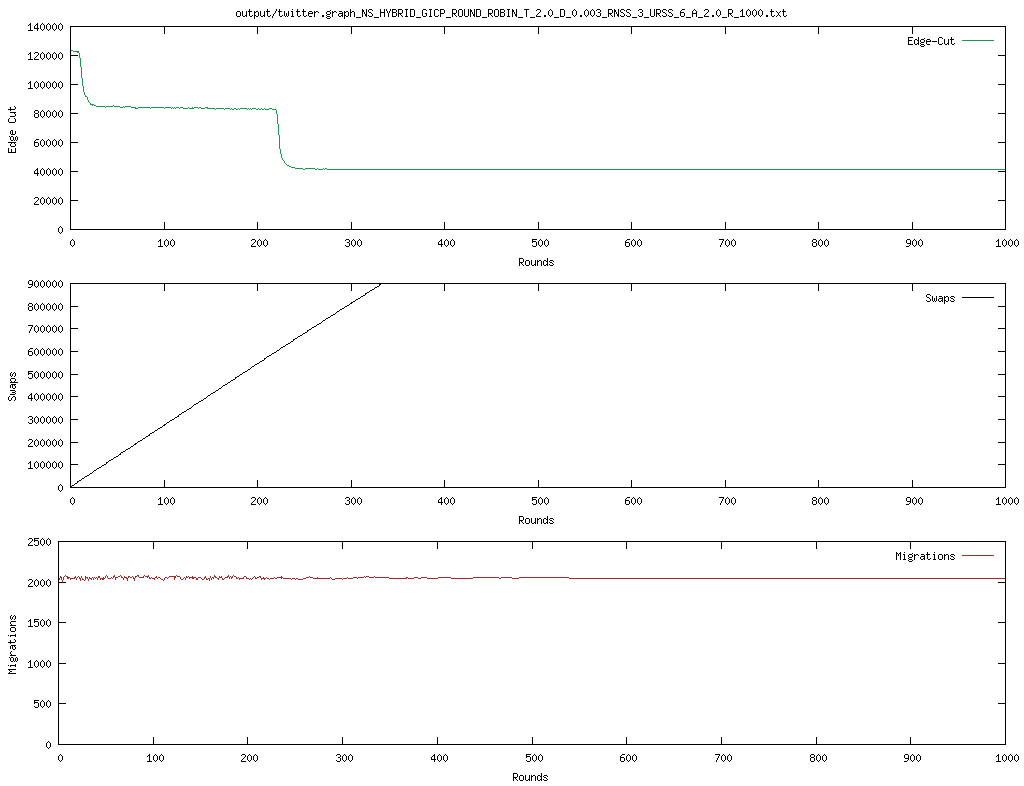 output/twitter.graph_NS_HYBRID_GICP_ROUND_ROBIN_T_2.0_D_0.003_RNSS_3_URSS_6_A_2.0_R_1000.txt
140000
120000
100000
80000
60000
40000
20000
0
Edge Cut
Edge-Cut
0 100 200 300 400 500 600 700 800 900 1000
Rounds
900000
800000
700000
600000
500000
400000
300000
200000
100000
0
Swaps
Swaps
0 100 200 300 400 500 600 700 800 900 1000
Rounds
2500
2000
1500
1000
500
0
Migrations
Migrations
0 100 200 300 400 500 600 700 800 900 1000
Rounds